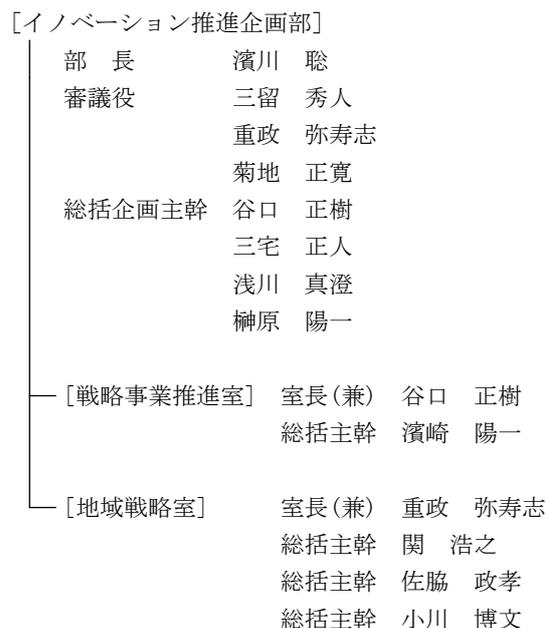 [イノベーション推進企画部]
部　長　　　　濱川　聡
審議役　　　　三留　秀人
重政　弥寿志
菊地　正寛
総括企画主幹　谷口　正樹
三宅　正人
浅川　真澄
榊原　陽一
[戦略事業推進室]　室長(兼)　谷口　正樹
総括主幹　濱崎　陽一
[地域戦略室]　　　室長(兼)　重政　弥寿志
総括主幹　関　浩之
総括主幹　佐脇　政孝
総括主幹　小川　博文